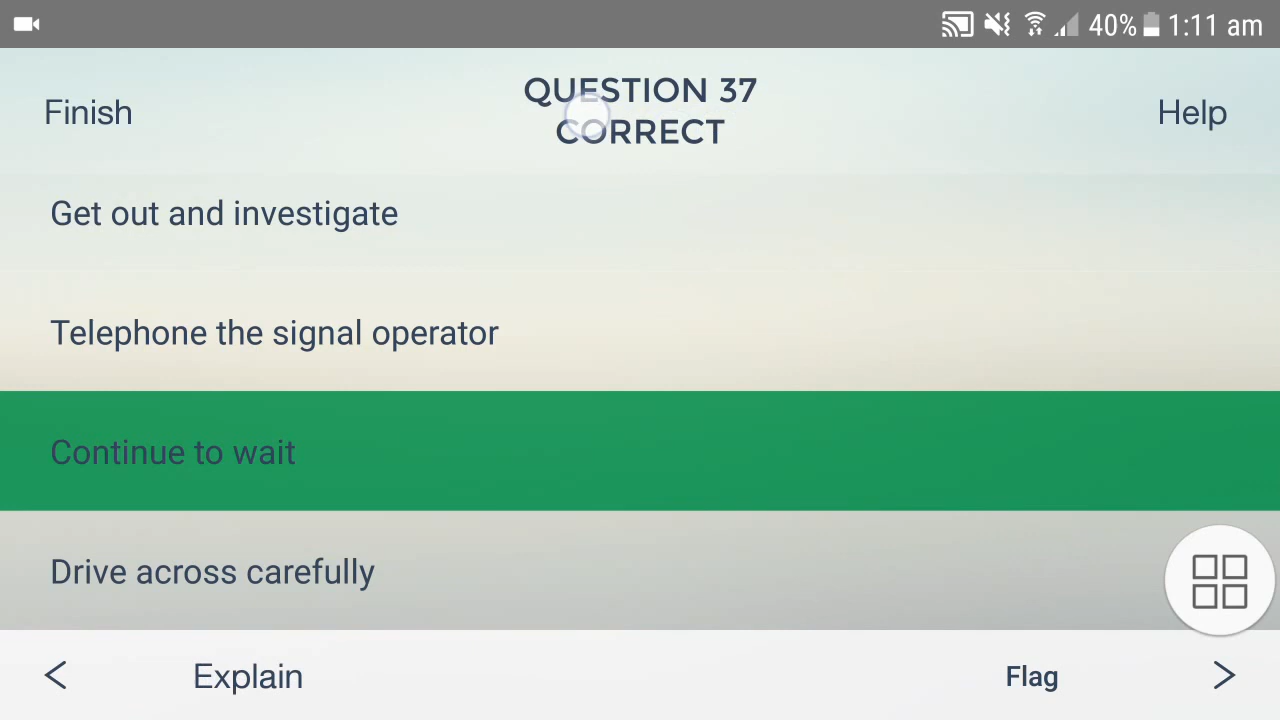 40% 1:11 am
Finish
QUESTION 37
CORRECT
Help
Get out and investigate
Telephone the signal operator
Continue to wait
Drive across carefully
< Explain Flag >